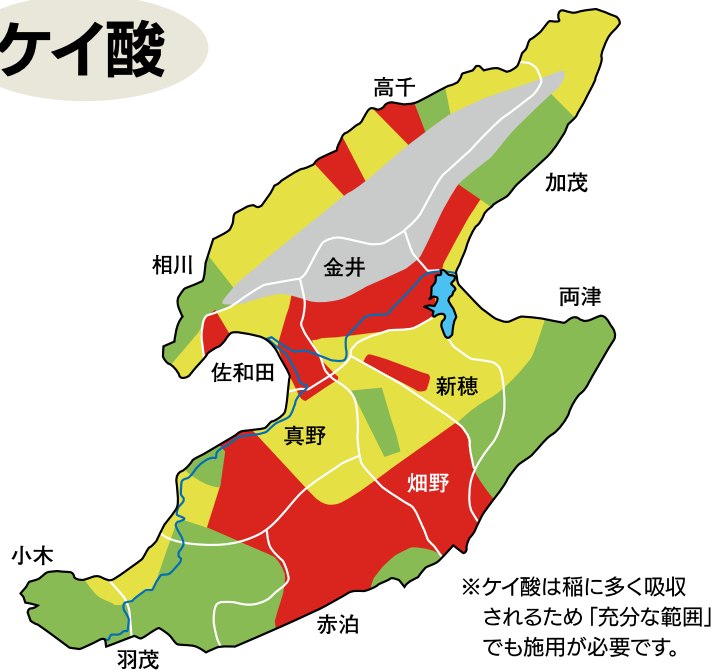 ケイ酸
高千
加茂
相川
金井
両津
佐和田
新穂
真野
畑野
小木
※ケイ酸は稲に多く吸収
されるため「充分な範囲」
でも施用が必要です。
赤泊
羽茂